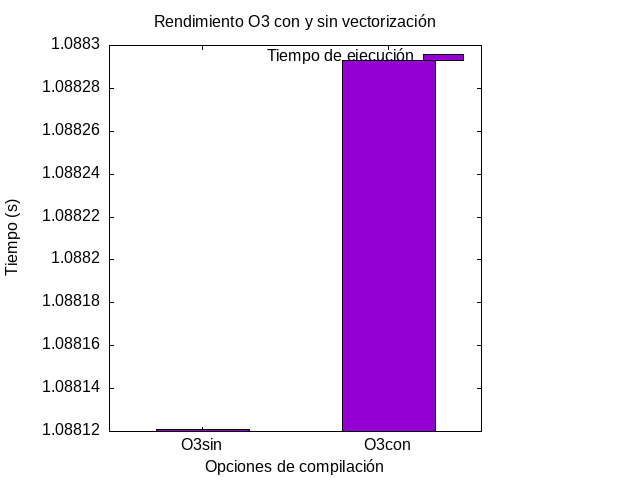 Rendimiento O3 con y sin vectorización
1.0883
Tiempo de ejecución
1.08828
1.08826
1.08824
1.08822
1.0882
1.08818
1.08816
1.08814
1.08812
Tiempo (s)
O3sin
O3con
Opciones de compilación